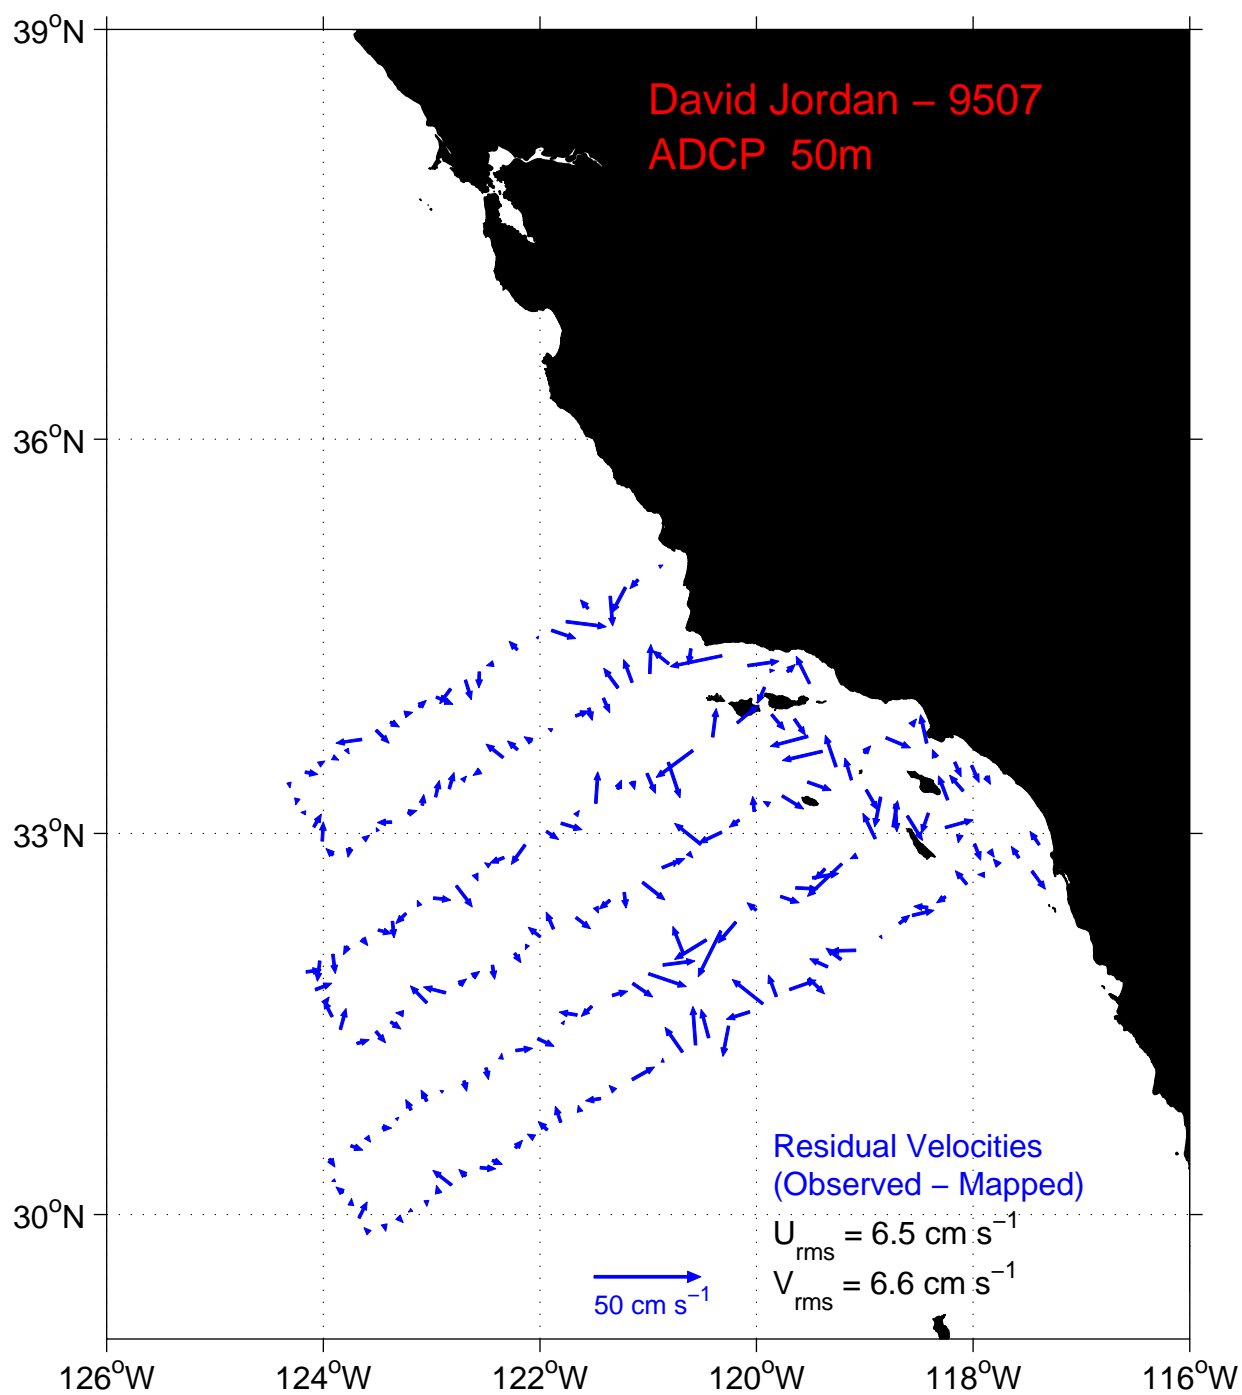 39°N
David Jordan – 9507
ADCP 50m
36°N
33°N
Residual Velocities
(Observed – Mapped)
30°N
U_rms = 6.5 cm s⁻¹
V_rms = 6.6 cm s⁻¹
50 cm s⁻¹
126°W 124°W 122°W 120°W 118°W 116°W